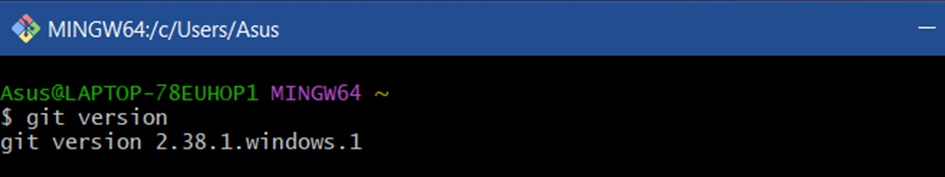 MINGW64:/c/Users/Asus
Asus@LAPTOP-78EUHOP1 MINGW64 ~
$ git version
git version 2.38.1.windows.1